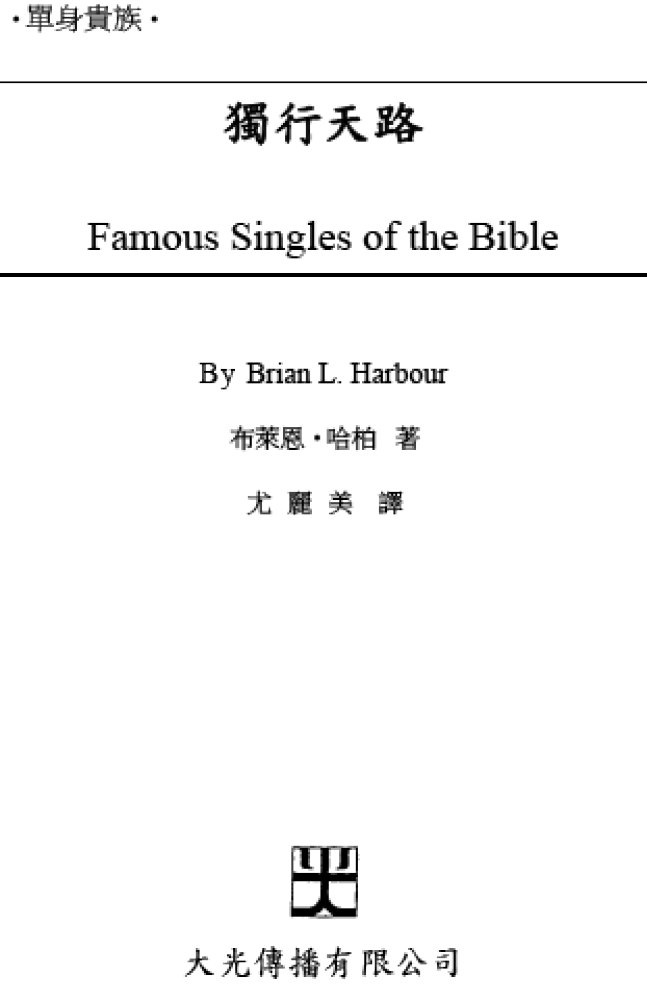 ·單身貴族·
獨行天路
Famous Singles of the Bible
By Brian L. Harbour
布萊恩·哈柏 著
尤麗美 譯
大光傳播有限公司